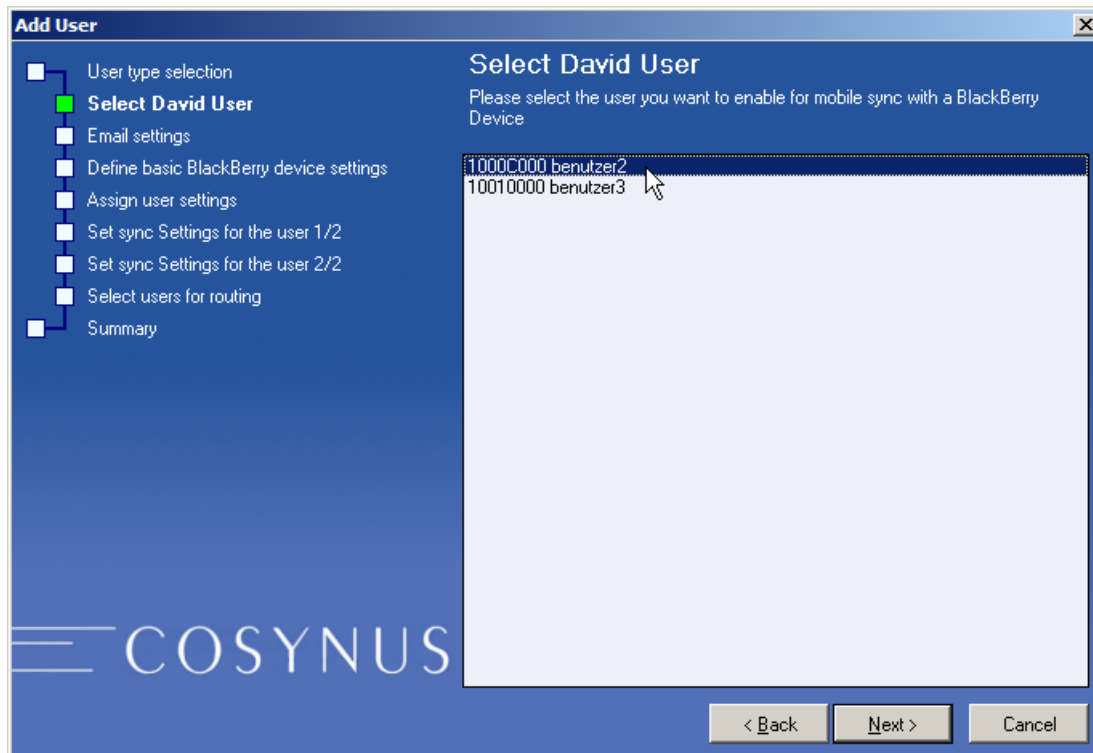 Add User
User type selection
Select David User
Email settings
Define basic BlackBerry device settings
Assign user settings
Set sync Settings for the user 1/2
Set sync Settings for the user 2/2
Select users for routing
Summary
COSYNUS
Select David User
Please select the user you want to enable for mobile sync with a BlackBerry
Device
1000C000 benutzer2
10010000 benutzer3
< Back
Next >
Cancel